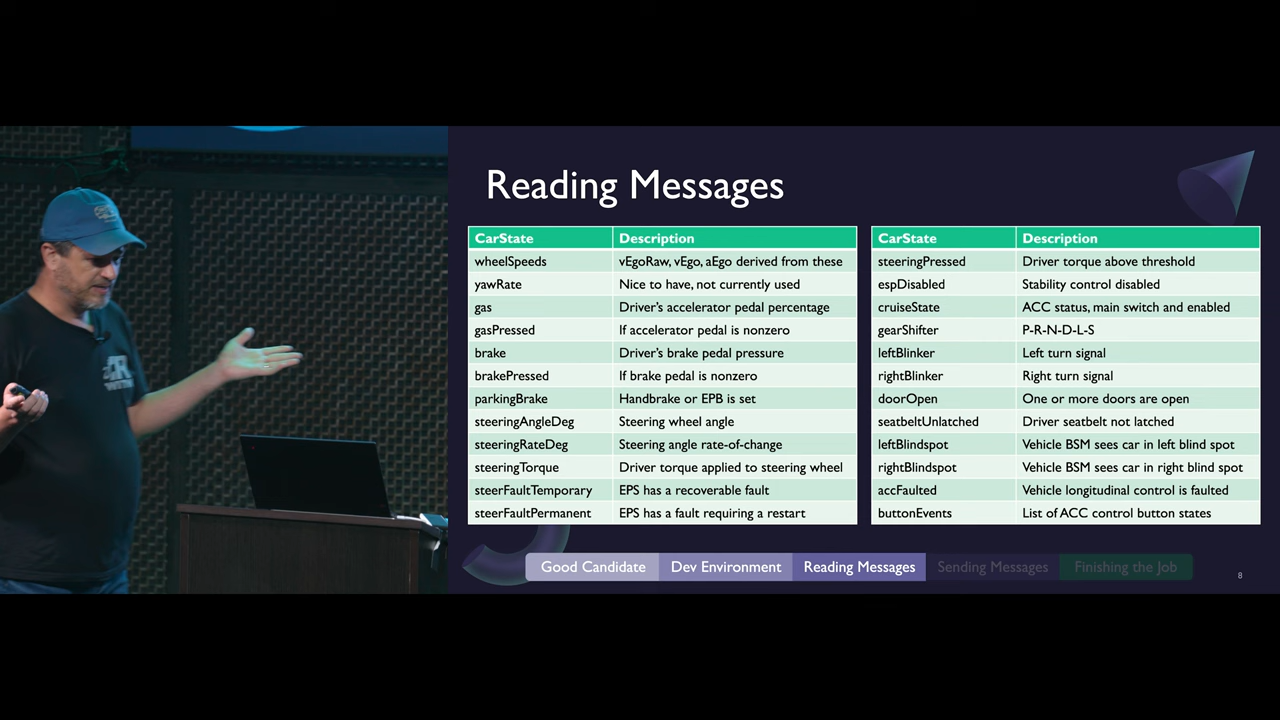 Reading Messages
CarState Description
wheelSpeeds vEgoRaw, vEgo, aEgo derived from these
yawRate Nice to have, not currently used
gas Driver's accelerator pedal percentage
gasPressed If accelerator pedal is nonzero
brake Driver's brake pedal pressure
brakePressed If brake pedal is nonzero
parkingBrake Handbrake or EPB is set
steeringAngleDeg Steering wheel angle
steeringRateDeg Steering angle rate-of-change
steeringTorque Driver torque applied to steering wheel
steerFaultTemporary EPS has a recoverable fault
steerFaultPermanent EPS has a fault requiring a restart
CarState Description
steeringPressed Driver torque above threshold
espDisabled Stability control disabled
cruiseState ACC status, main switch and enabled
gearShifter P-R-N-D-L-S
leftBlinker Left turn signal
rightBlinker Right turn signal
doorOpen One or more doors are open
seatbeltUnlatched Driver seatbelt not latched
leftBlindspot Vehicle BSM sees car in left blind spot
rightBlindspot Vehicle BSM sees car in right blind spot
accFaulted Vehicle longitudinal control is faulted
buttonEvents List of ACC control button states
Good Candidate Dev Environment Reading Messages Sending Messages Finishing the Job
8